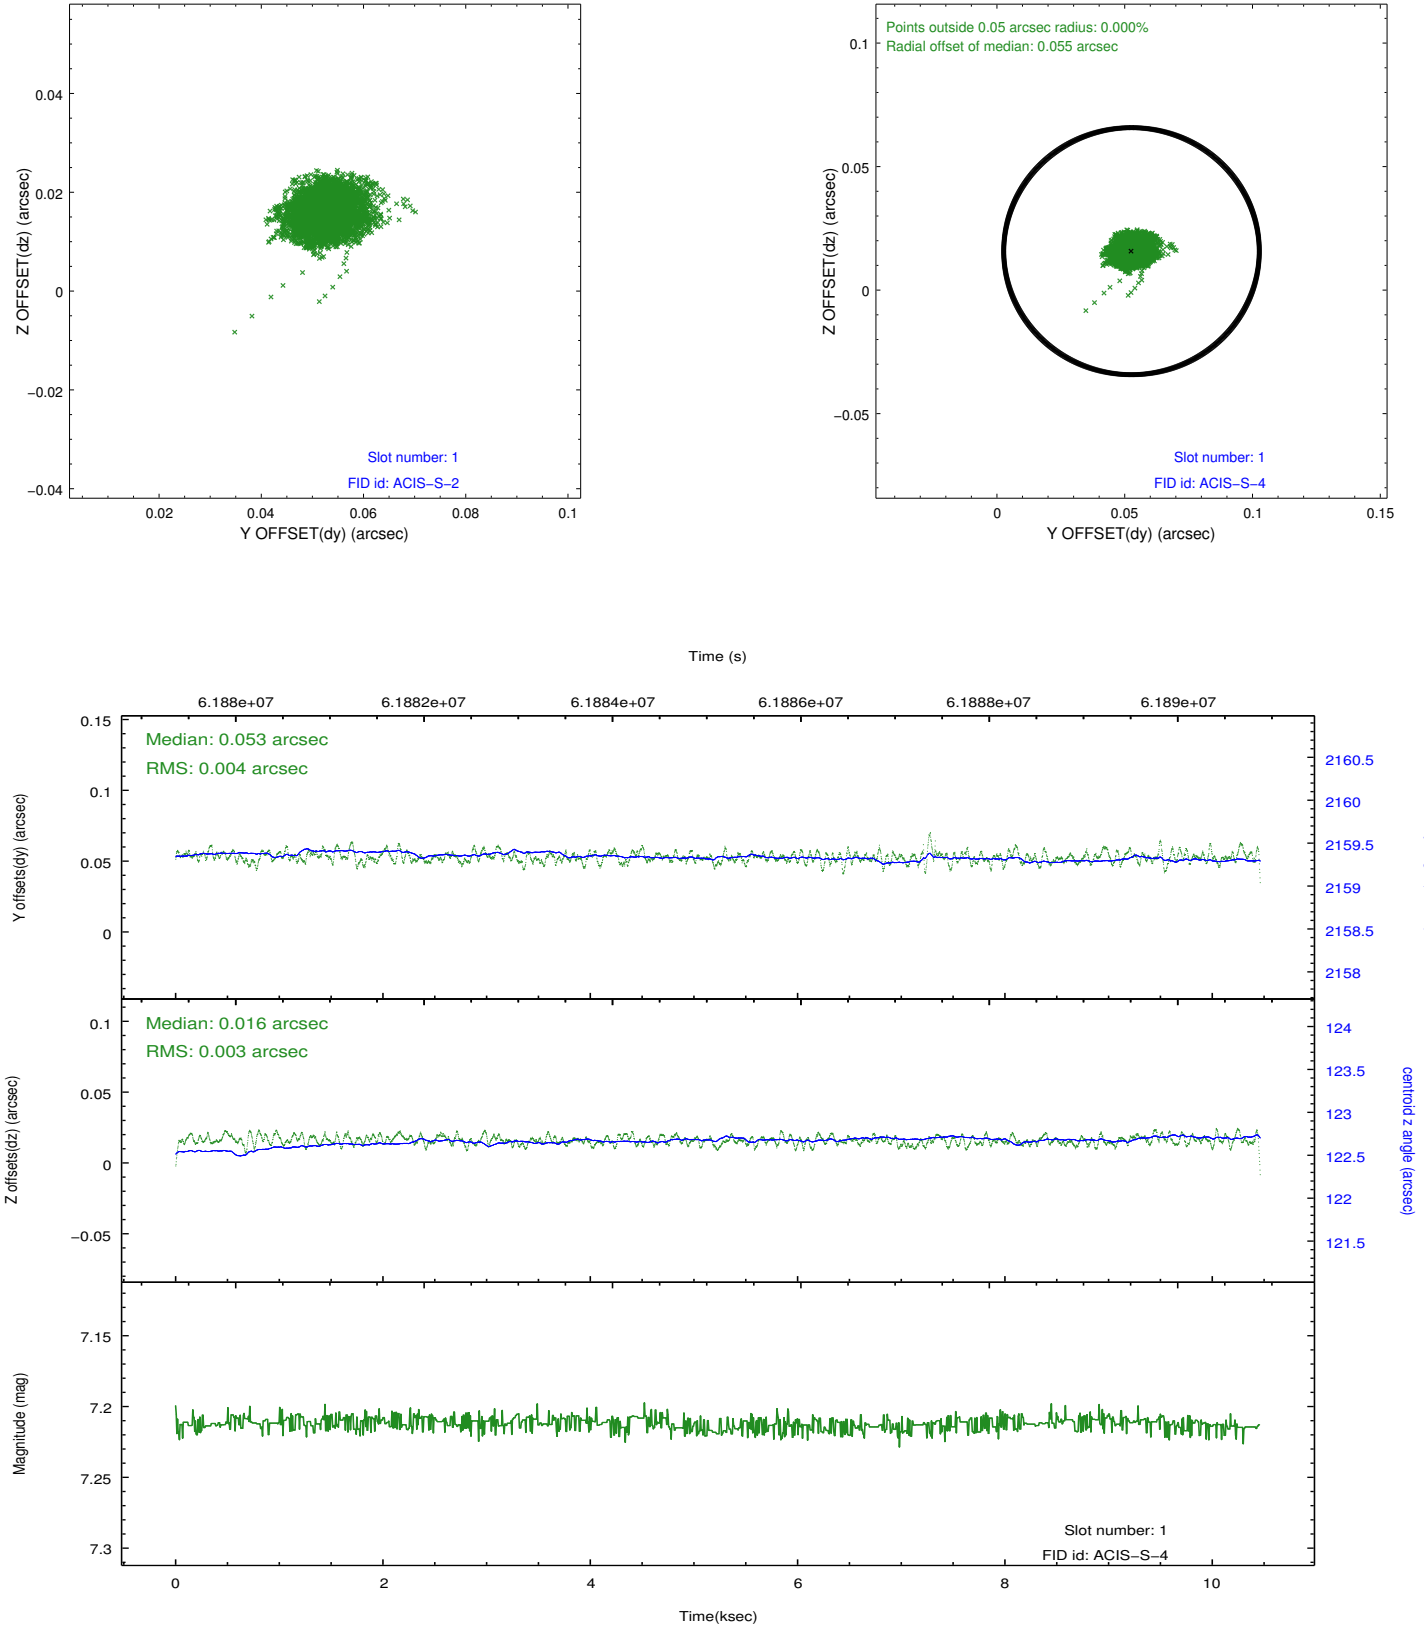 0.04
0.02
0
−0.02
−0.04
Z OFFSET(dz) (arcsec)
Slot number: 1
FID id: ACIS−S−2
0.02
0.04
0.06
0.08
0.1
Y OFFSET(dy) (arcsec)
Points outside 0.05 arcsec radius: 0.000%
Radial offset of median: 0.055 arcsec
0.1
0.05
0
−0.05
Z OFFSET(dz) (arcsec)
Slot number: 1
FID id: ACIS−S−4
0
0.05
0.1
0.15
Y OFFSET(dy) (arcsec)
Time (s)
6.188e+07
6.1882e+07
6.1884e+07
6.1886e+07
6.1888e+07
6.189e+07
Median: 0.053 arcsec
RMS: 0.004 arcsec
0.15
0.1
0.05
0
Y offsets(dy) (arcsec)
2160.5
2160
2159.5
2159
2158.5
2158
Median: 0.016 arcsec
RMS: 0.003 arcsec
0.1
0.05
0
−0.05
Z offsets(dz) (arcsec)
124
123.5
123
122.5
122
121.5
centroid z angle (arcsec)
7.15
7.2
7.25
7.3
Magnitude (mag)
Slot number: 1
FID id: ACIS−S−4
0
2
4
6
8
10
Time(ksec)